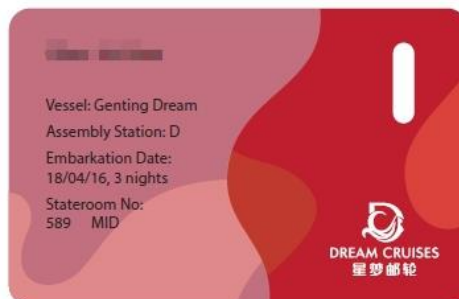 Vessel: Genting Dream
Assembly Station: D
Embarkation Date:
18/04/16, 3 nights
Stateroom No:
589 MID
DREAM CRUISES
星梦邮轮